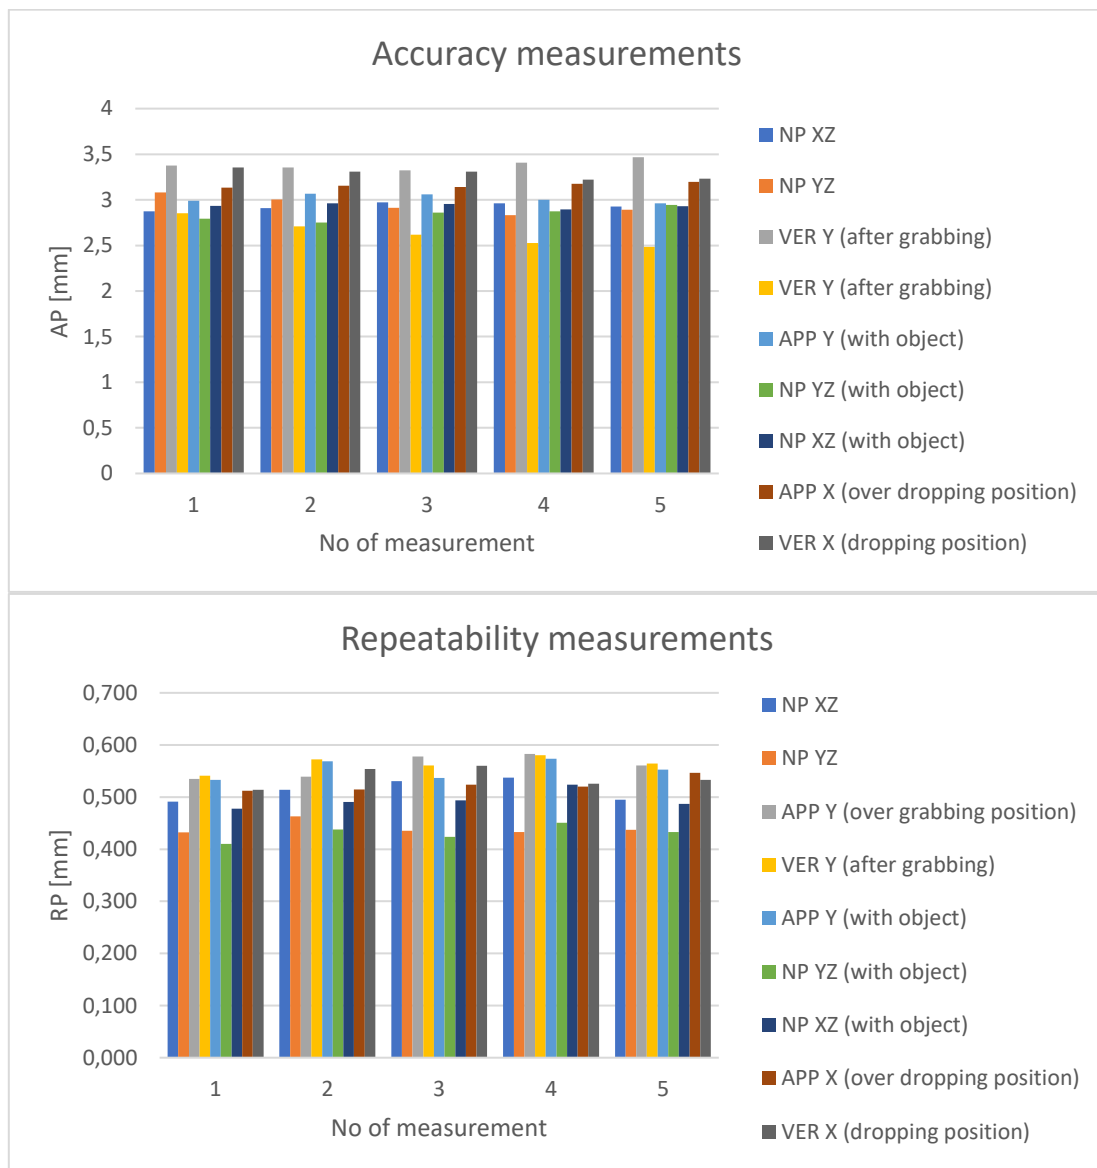 Accuracy measurements
4
3,5
3
2,5
2
1,5
1
0,5
0
AP [mm]
1 2 3 4 5
No of measurement
NP XZ
NP YZ
VER Y (after grabbing)
VER Y (after grabbing)
APP Y (with object)
NP YZ (with object)
NP XZ (with object)
APP X (over dropping position)
VER X (dropping position)
Repeatability measurements
0,700
0,600
0,500
0,400
0,300
0,200
0,100
0,000
RP [mm]
1 2 3 4 5
No of measurement
NP XZ
NP YZ
APP Y (over grabbing position)
VER Y (after grabbing)
APP Y (with object)
NP YZ (with object)
NP XZ (with object)
APP X (over dropping position)
VER X (dropping position)